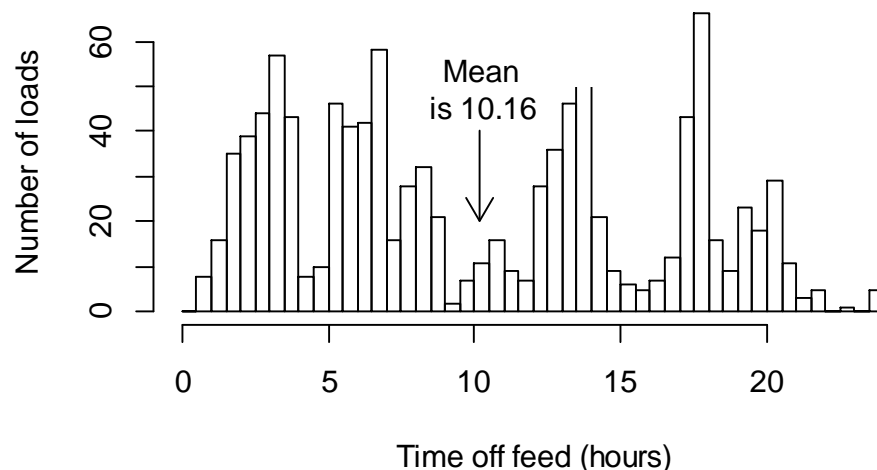 Number of loads
60
40
20
0
Mean
is 10.16
0 5 10 15 20
Time off feed (hours)